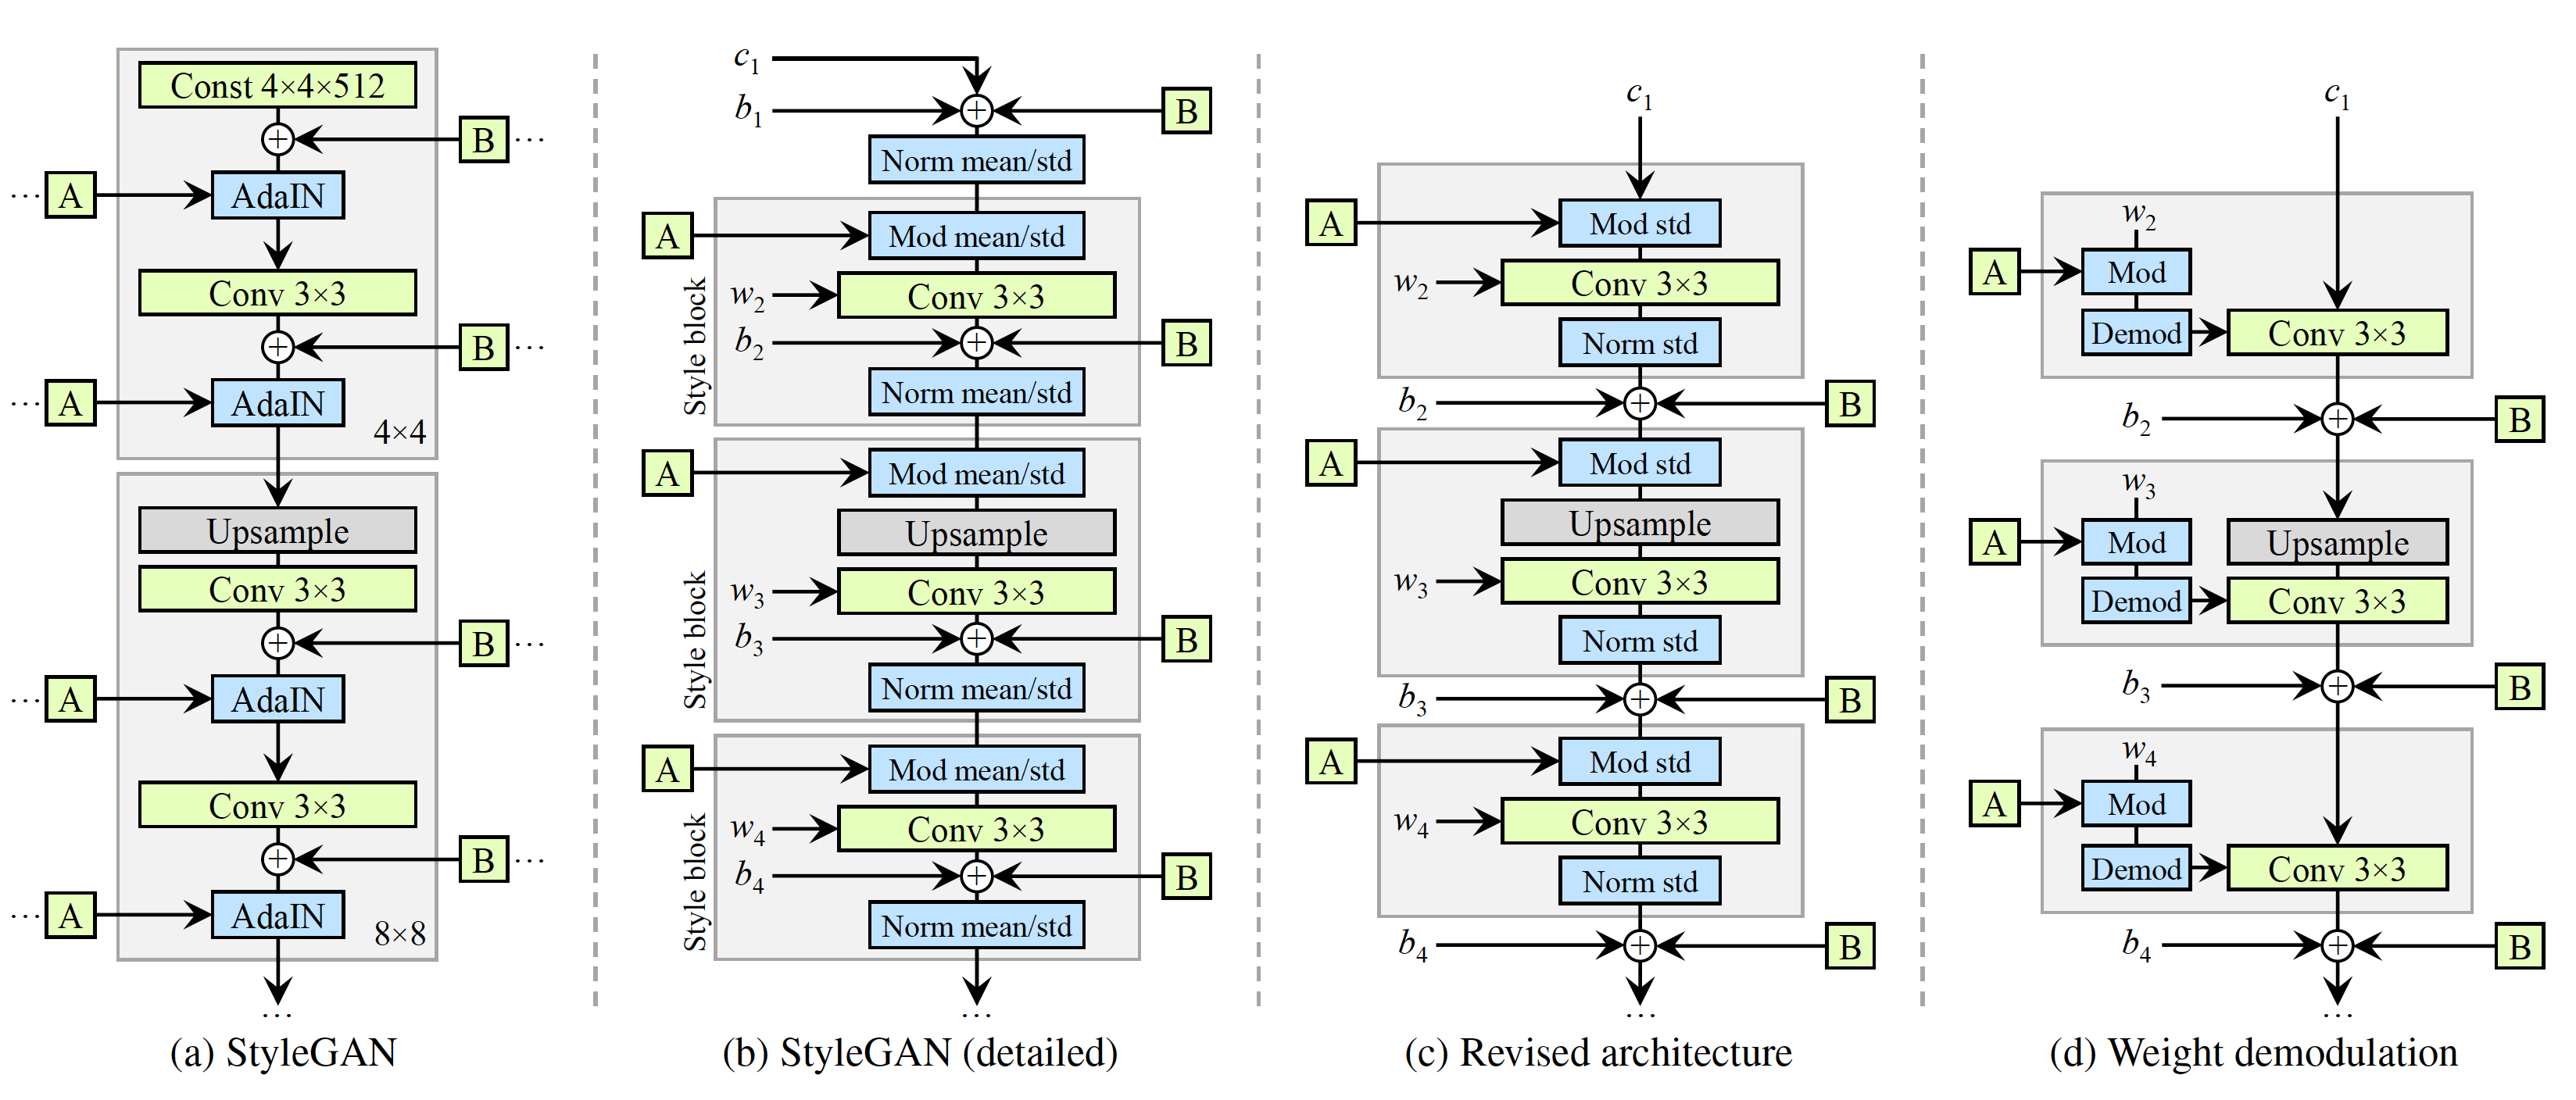 Const 4×4×512
B ...
... A AdaIN
Conv 3×3
B ...
... A AdaIN
4×4
Upsample
Conv 3×3
B ...
... A AdaIN
Conv 3×3
B ...
... A AdaIN
8×8
...
(a) StyleGAN
c1
b1 B
Norm mean/std
A Mod mean/std
w2 Conv 3×3
b2 B
Norm mean/std
Style block
A Mod mean/std
Upsample
w3 Conv 3×3
b3 B
Norm mean/std
Style block
A Mod mean/std
w4 Conv 3×3
b4 B
Norm mean/std
Style block
...
(b) StyleGAN (detailed)
c1
A Mod std
w2 Conv 3×3
Norm std
b2 B
A Mod std
Upsample
w3 Conv 3×3
Norm std
b3 B
A Mod std
w4 Conv 3×3
Norm std
b4 B
...
(c) Revised architecture
c1
w2
A Mod
Demod Conv 3×3
b2 B
w3
A Mod Upsample
Demod Conv 3×3
b3 B
w4
A Mod
Demod Conv 3×3
b4 B
...
(d) Weight demodulation